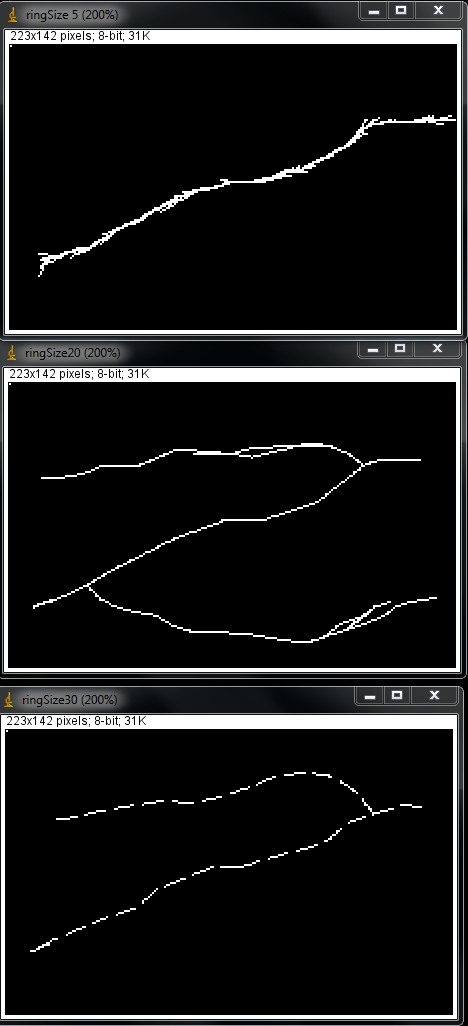 ringSize 5 (200%)
223x142 pixels; 8-bit; 31K
ringSize20 (200%)
223x142 pixels; 8-bit; 31K
ringSize30 (200%)
223x142 pixels; 8-bit; 31K